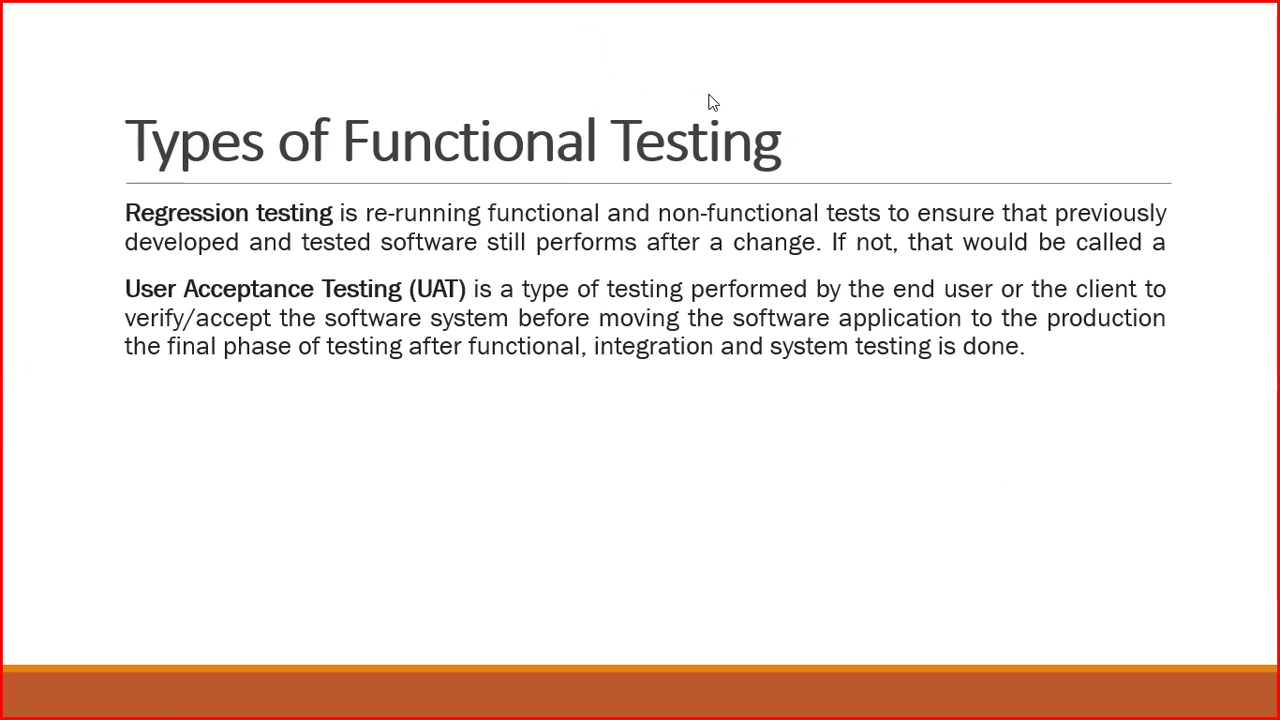 Types of Functional Testing
Regression testing is re-running functional and non-functional tests to ensure that previously
developed and tested software still performs after a change. If not, that would be called a
User Acceptance Testing (UAT) is a type of testing performed by the end user or the client to
verify/accept the software system before moving the software application to the production
the final phase of testing after functional, integration and system testing is done.